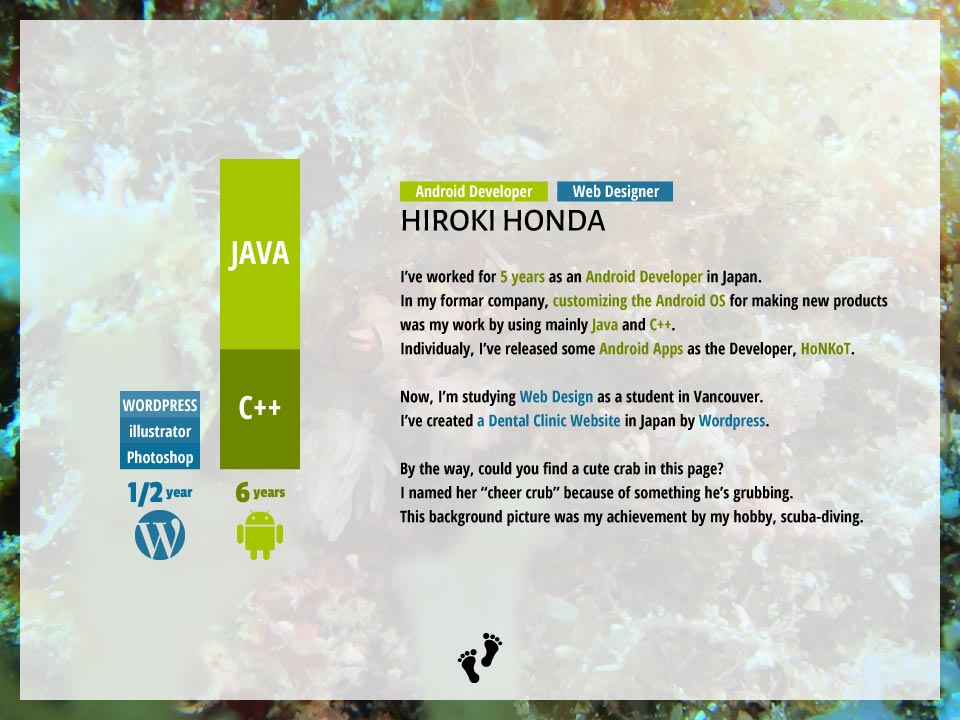 Android Developer Web Designer
HIROKI HONDA
I've worked for 5 years as an Android Developer in Japan.
In my formar company, customizing the Android OS for making new products
was my work by using mainly Java and C++.
Individualy, I've released some Android Apps as the Developer, HoNKoT.
Now, I'm studying Web Design as a student in Vancouver.
I've created a Dental Clinic Website in Japan by Wordpress.
By the way, could you find a cute crab in this page?
I named her “cheer crub” because of something he's grubbing.
This background picture was my achievement by my hobby, scuba-diving.
JAVA
C++
6 years
WORDPRESS
illustrator
Photoshop
1/2 year